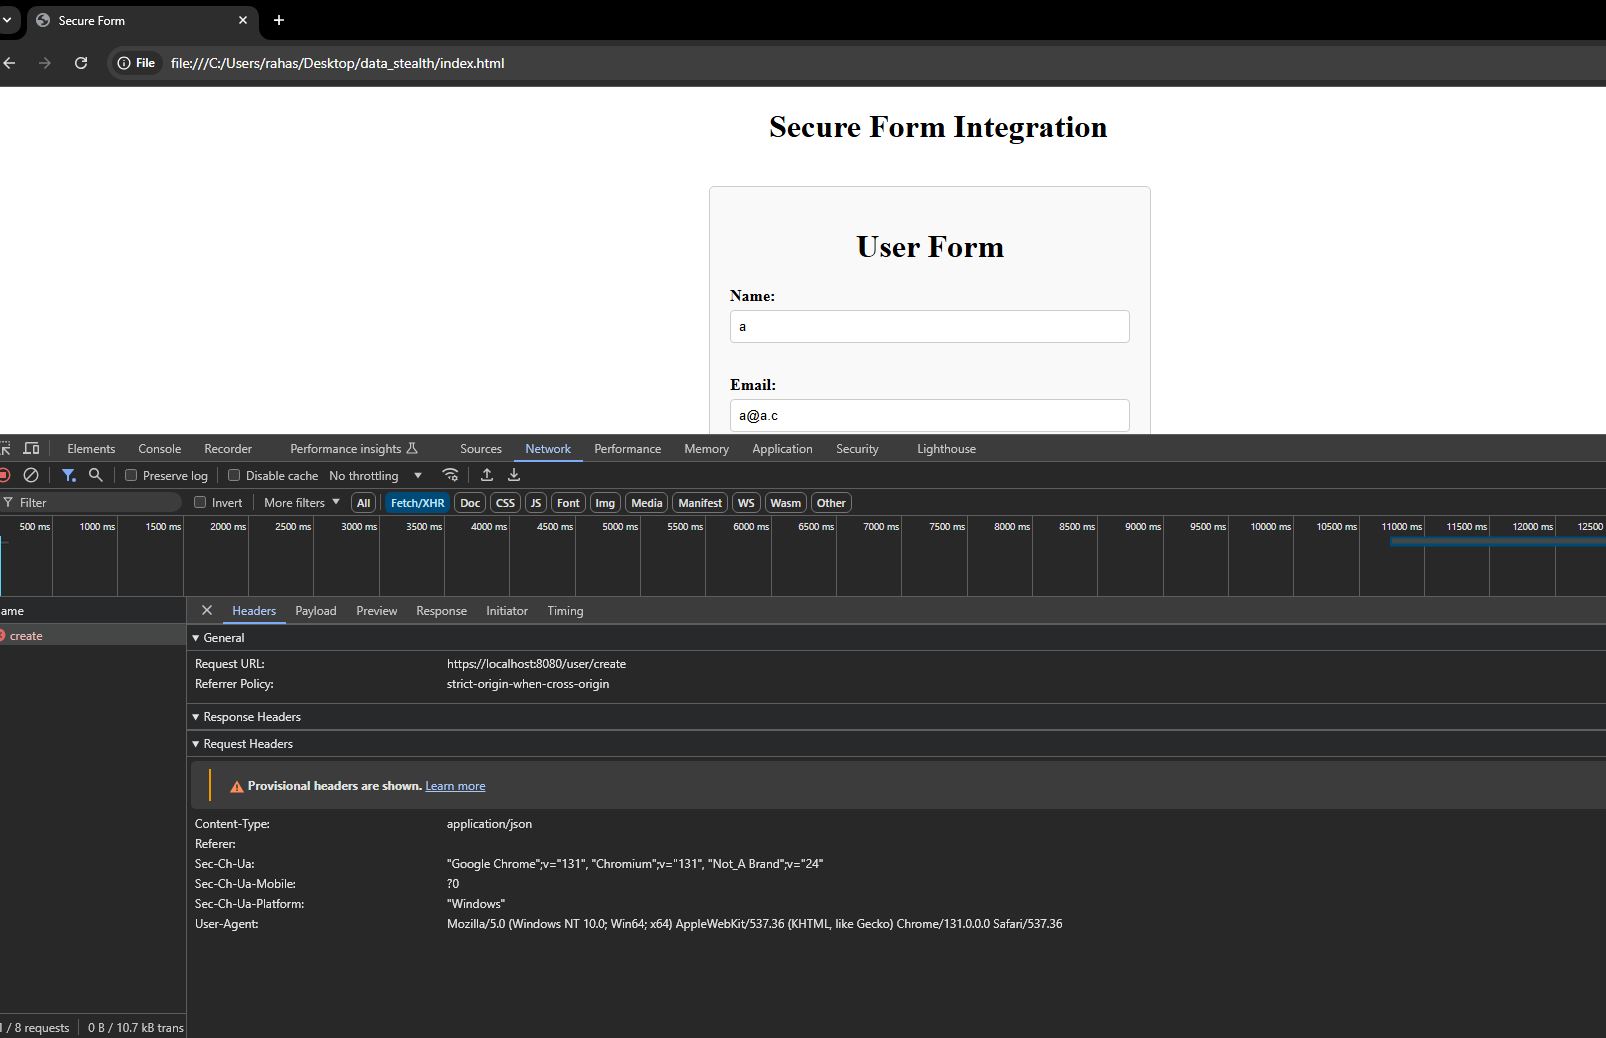 Secure Form
File file:///C:/Users/rahas/Desktop/data_stealth/index.html
Secure Form Integration
User Form
Name:
a
Email:
a@a.c
Elements Console Recorder Performance insights Sources Network Performance Memory Application Security Lighthouse
Preserve log Disable cache No throttling
Filter Invert More filters All Fetch/XHR Doc CSS JS Font Img Media Manifest WS Wasm Other
500 ms 1000 ms 1500 ms 2000 ms 2500 ms 3000 ms 3500 ms 4000 ms 4500 ms 5000 ms 5500 ms 6000 ms 6500 ms 7000 ms 7500 ms 8000 ms 8500 ms 9000 ms 9500 ms 10000 ms 10500 ms 11000 ms 11500 ms 12000 ms 12500
ame Headers Payload Preview Response Initiator Timing
create
General
Request URL: https://localhost:8080/user/create
Referrer Policy: strict-origin-when-cross-origin
Response Headers
Request Headers
Provisional headers are shown. Learn more
Content-Type: application/json
Referer:
Sec-Ch-Ua: "Google Chrome";v="131", "Chromium";v="131", "Not_A Brand";v="24"
Sec-Ch-Ua-Mobile: ?0
Sec-Ch-Ua-Platform: "Windows"
User-Agent: Mozilla/5.0 (Windows NT 10.0; Win64; x64) AppleWebKit/537.36 (KHTML, like Gecko) Chrome/131.0.0.0 Safari/537.36
1 / 8 requests 0 B / 10.7 kB trans